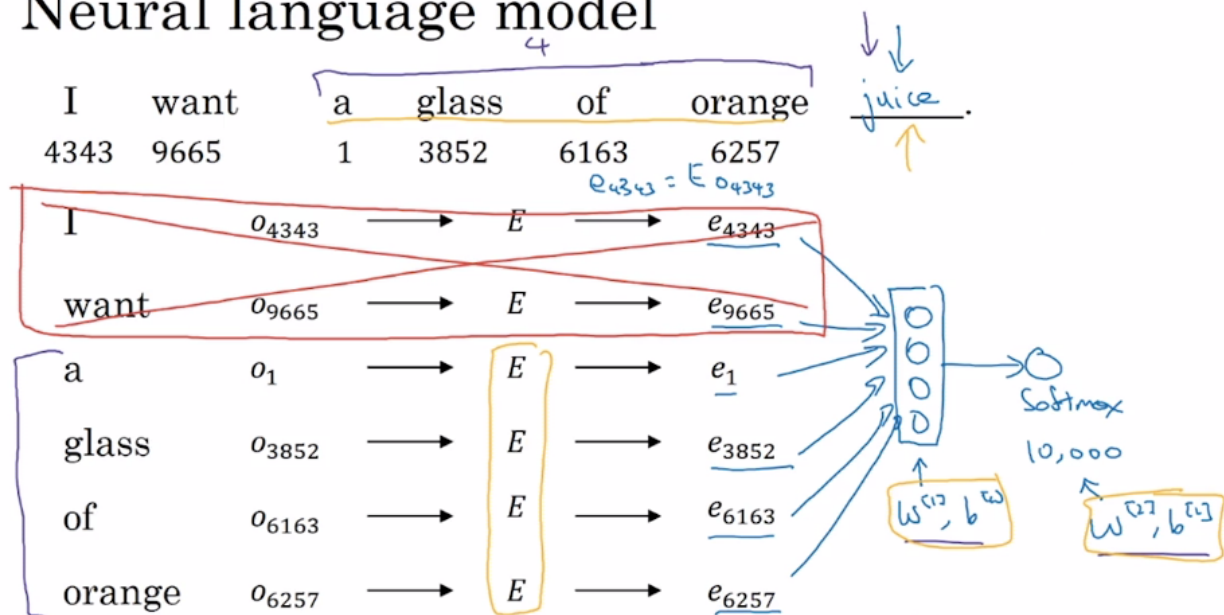 Neural language model
4
I want a glass of orange juice.
4343 9665 1 3852 6163 6257
e4343 = E o4343
I o4343 → E → e4343
want o9665 → E → e9665
a o1 → E → e1
glass o3852 → E → e3852
Softmax
10,000
of o6163 → E → e6163
W[1], b[1]
W[2], b[2]
orange o6257 → E → e6257